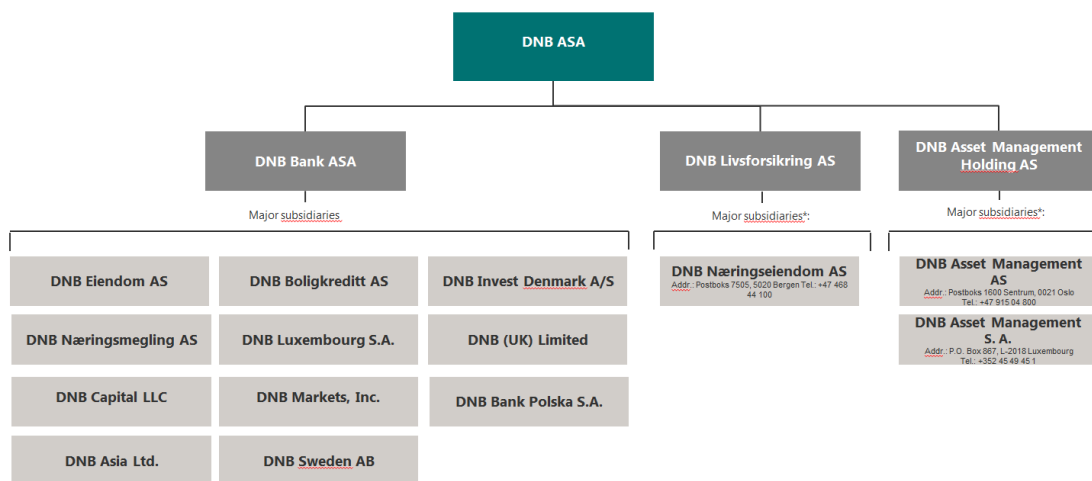 DNB ASA
DNB Bank ASA
DNB Livsforsikring AS
DNB Asset Management
Holding AS
Major subsidiaries
Major subsidiaries*:
Major subsidiaries*:
DNB Eiendom AS
DNB Boligkreditt AS
DNB Invest Denmark A/S
DNB Næringseiendom AS
Addr.: Postboks 7505, 5020 Bergen Tel.: +47 468
44 100
DNB Asset Management
AS
Addr.: Postboks 1600 Sentrum, 0021 Oslo
Tel.: +47 915 04 800
DNB Næringsmegling AS
DNB Luxembourg S.A.
DNB (UK) Limited
DNB Asset Management
S. A.
Addr.: P.O. Box 867, L-2018 Luxembourg
Tel.: +352 45 49 45 1
DNB Capital LLC
DNB Markets, Inc.
DNB Bank Polska S.A.
DNB Asia Ltd.
DNB Sweden AB